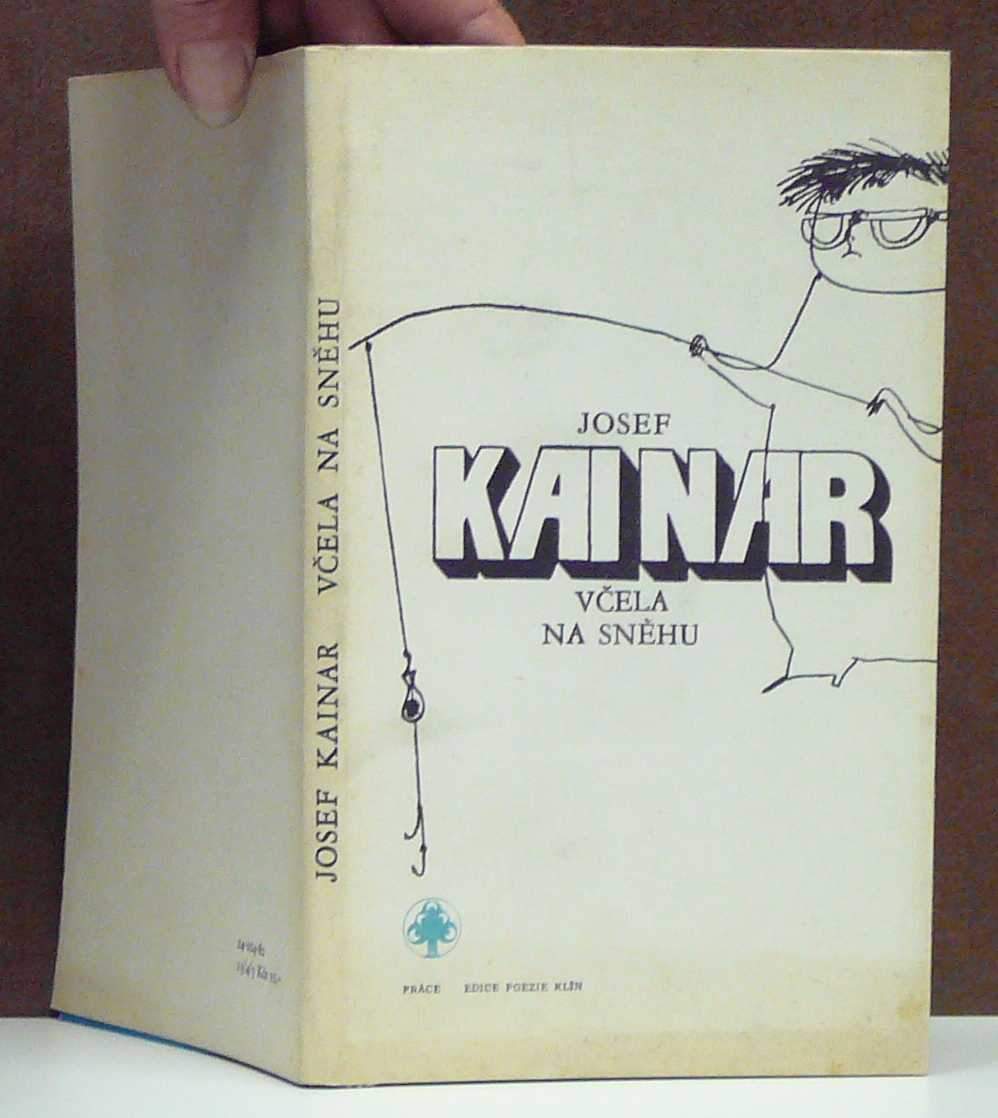 JOSEF KAINAR VČELA NA SNĚHU
JOSEF
KAINAR
VČELA
NA SNĚHU
PRÁCE EDICE POEZIE KLÍN